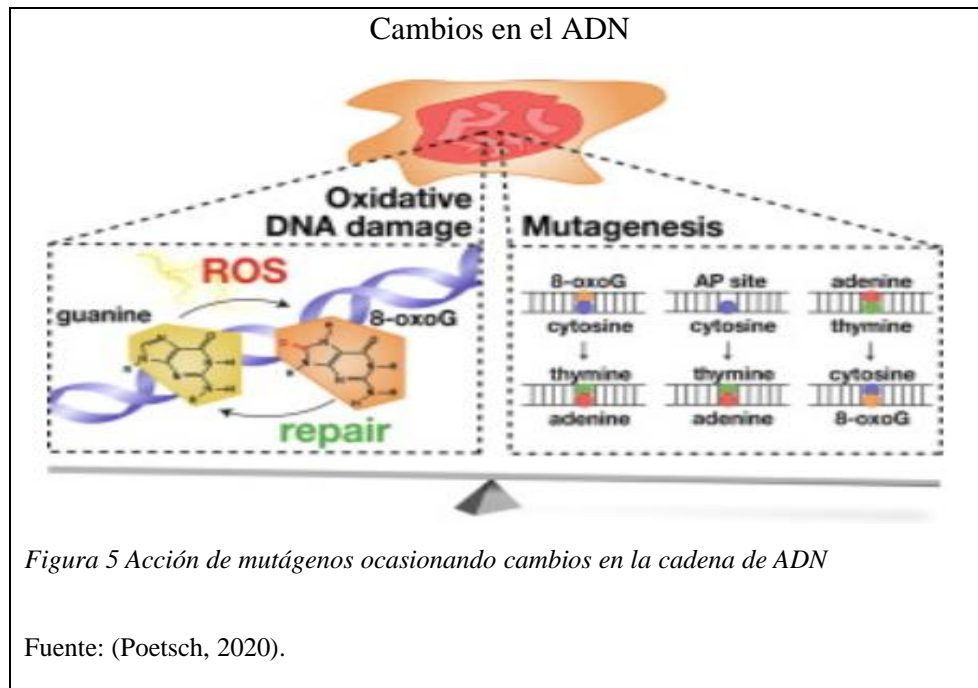 Cambios en el ADN
Oxidative
DNA damage
ROS
guanine
8-oxoG
repair
Mutagenesis
8-oxoG
cytosine
thymine
adenine
AP site
cytosine
thymine
adenine
adenine
thymine
cytosine
8-oxoG
Figura 5 Acción de mutágenos ocasionando cambios en la cadena de ADN
Fuente: (Poetsch, 2020).